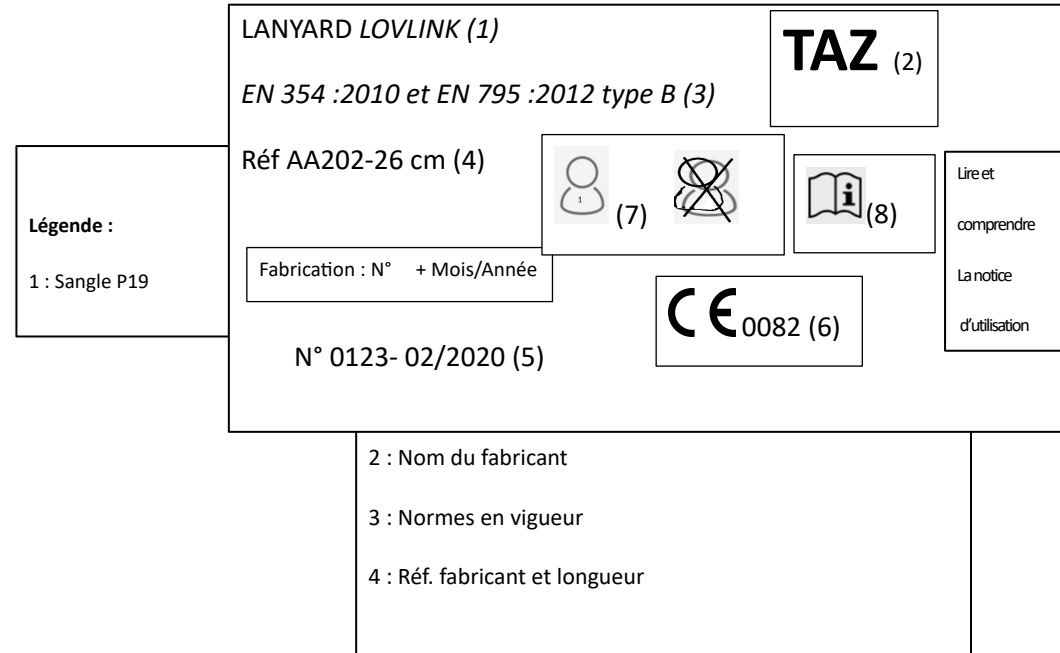 LANYARD LOVLINK (1)
TAZ (2)
EN 354 :2010 et EN 795 :2012 type B (3)
Réf AA202-26 cm (4)
1
(7)
i
(8)
Lire et
comprendre
La notice
d'utilisation
Légende :
1 : Sangle P19
Fabrication : N° + Mois/Année
CE 0082 (6)
N° 0123- 02/2020 (5)
2 : Nom du fabricant
3 : Normes en vigueur
4 : Réf. fabricant et longueur